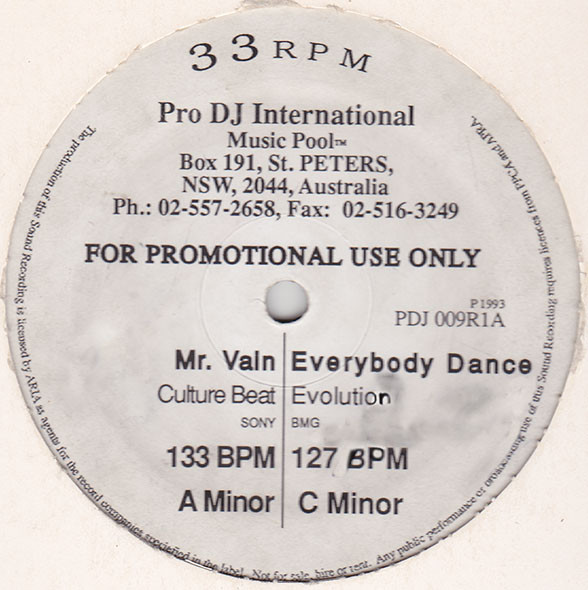 33 RPM
Pro DJ International
Music Pool™
Box 191, St. PETERS,
NSW, 2044, Australia
Ph.: 02-557-2658, Fax: 02-516-3249
FOR PROMOTIONAL USE ONLY
P 1993
PDJ 009R1A
Mr. Vain Everybody Dance
Culture Beat Evolution
SONY BMG
133 BPM 127 BPM
A Minor C Minor
The production of this Sound Recording is licensed by ARIA as agents for the record companies specified in the label. Not for sale, hire or rent. Any public performance or broadcasting use of this Sound Recording requires licences from PPCA and APRA.